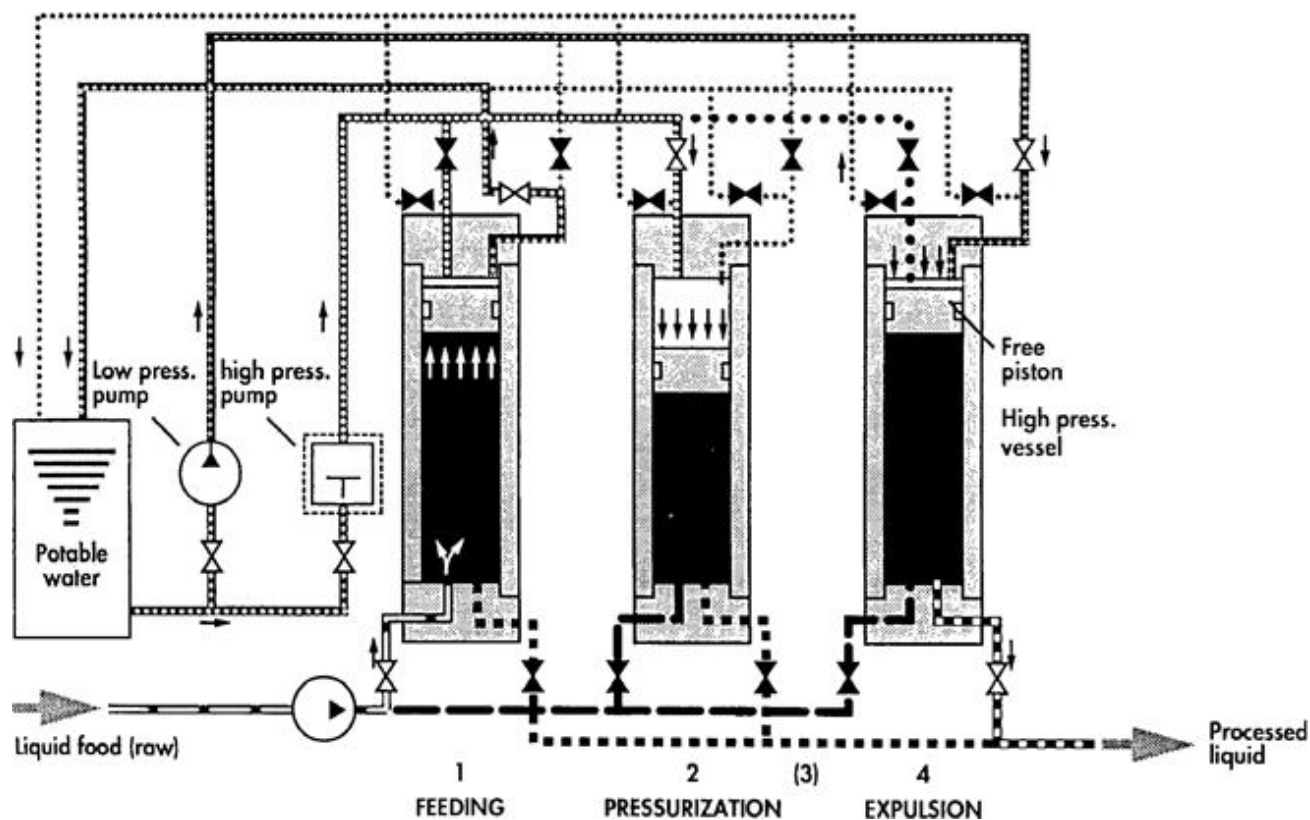 Low press.
pump
high press.
pump
Potable
water
Free
piston
High press.
vessel
Liquid food (raw)
Processed
liquid
1
2
(3)
4
FEEDING
PRESSURIZATION
EXPULSION